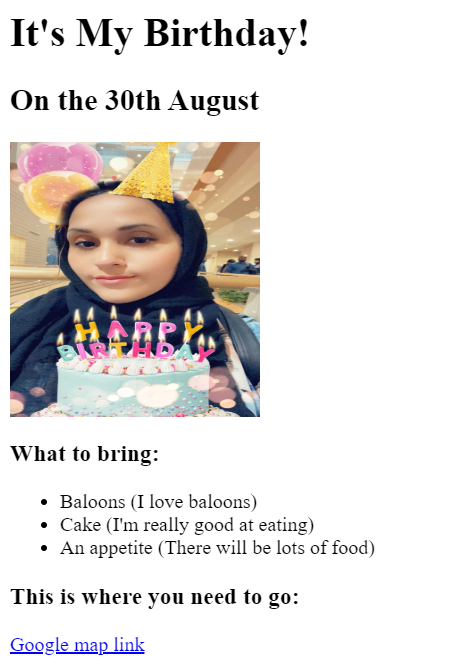 It's My Birthday!
On the 30th August
HAPPY
BIRTHDAY
What to bring:
Baloons (I love baloons)
Cake (I'm really good at eating)
An appetite (There will be lots of food)
This is where you need to go:
Google map link